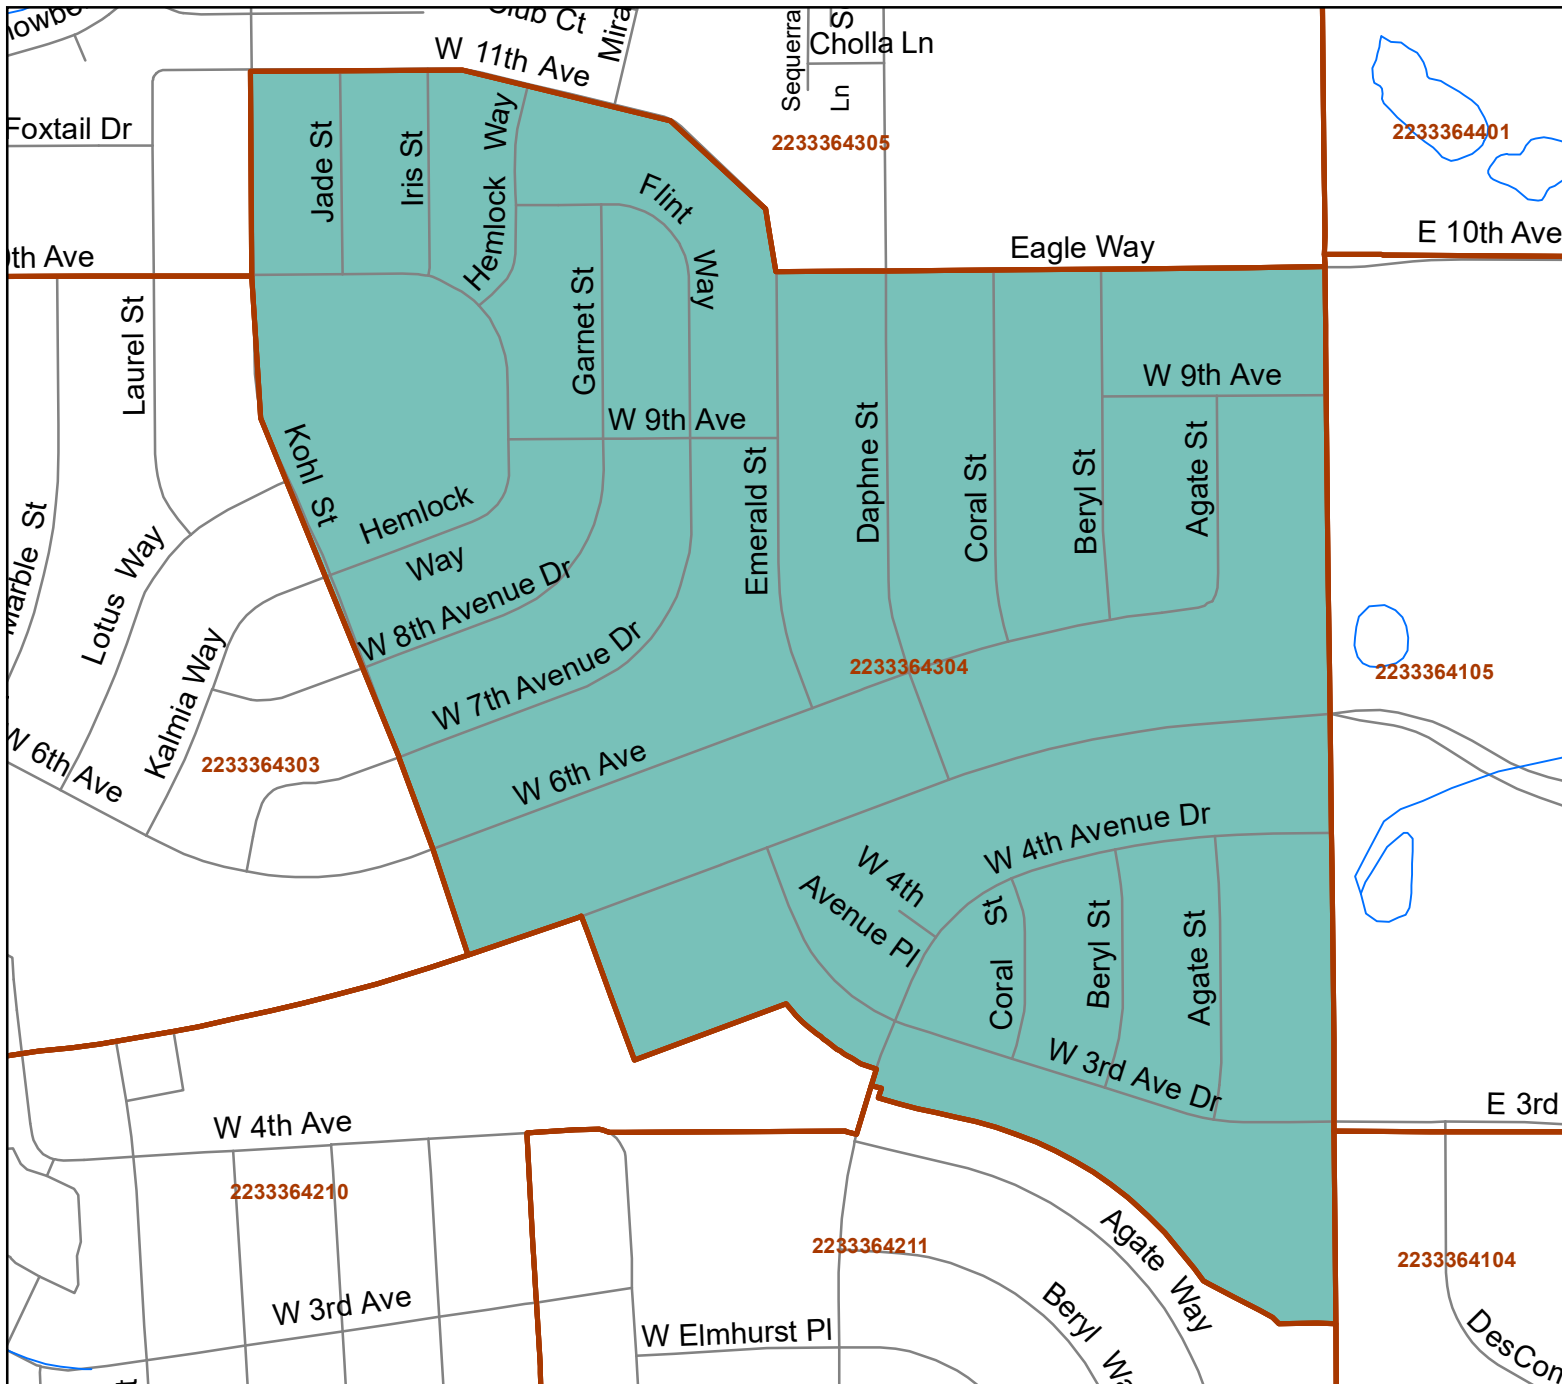 Club Ct
Mira
W 11th Ave
Sequerra
Ln
S
Cholla Ln
Foxtail Dr
2233364305
2233364401
Jade St
Iris St
Hemlock Way
Flint
Way
Eagle Way
E 10th Ave
9th Ave
Laurel St
Garnet St
W 9th Ave
W 9th Ave
Kohl St
Emerald St
Daphne St
Coral St
Beryl St
Agate St
Hemlock
Way
Marble St
Lotus Way
W 8th Avenue Dr
Kalmia Way
W 7th Avenue Dr
2233364304
2233364105
W 6th Ave
2233364303
W 6th Ave
W 4th Avenue Dr
W 4th
Avenue Pl
Coral St
Beryl St
Agate St
W 3rd Ave Dr
E 3rd
W 4th Ave
2233364210
2233364211
2233364104
Agate Way
W 3rd Ave
W Elmhurst Pl
Beryl Wa
DesCom